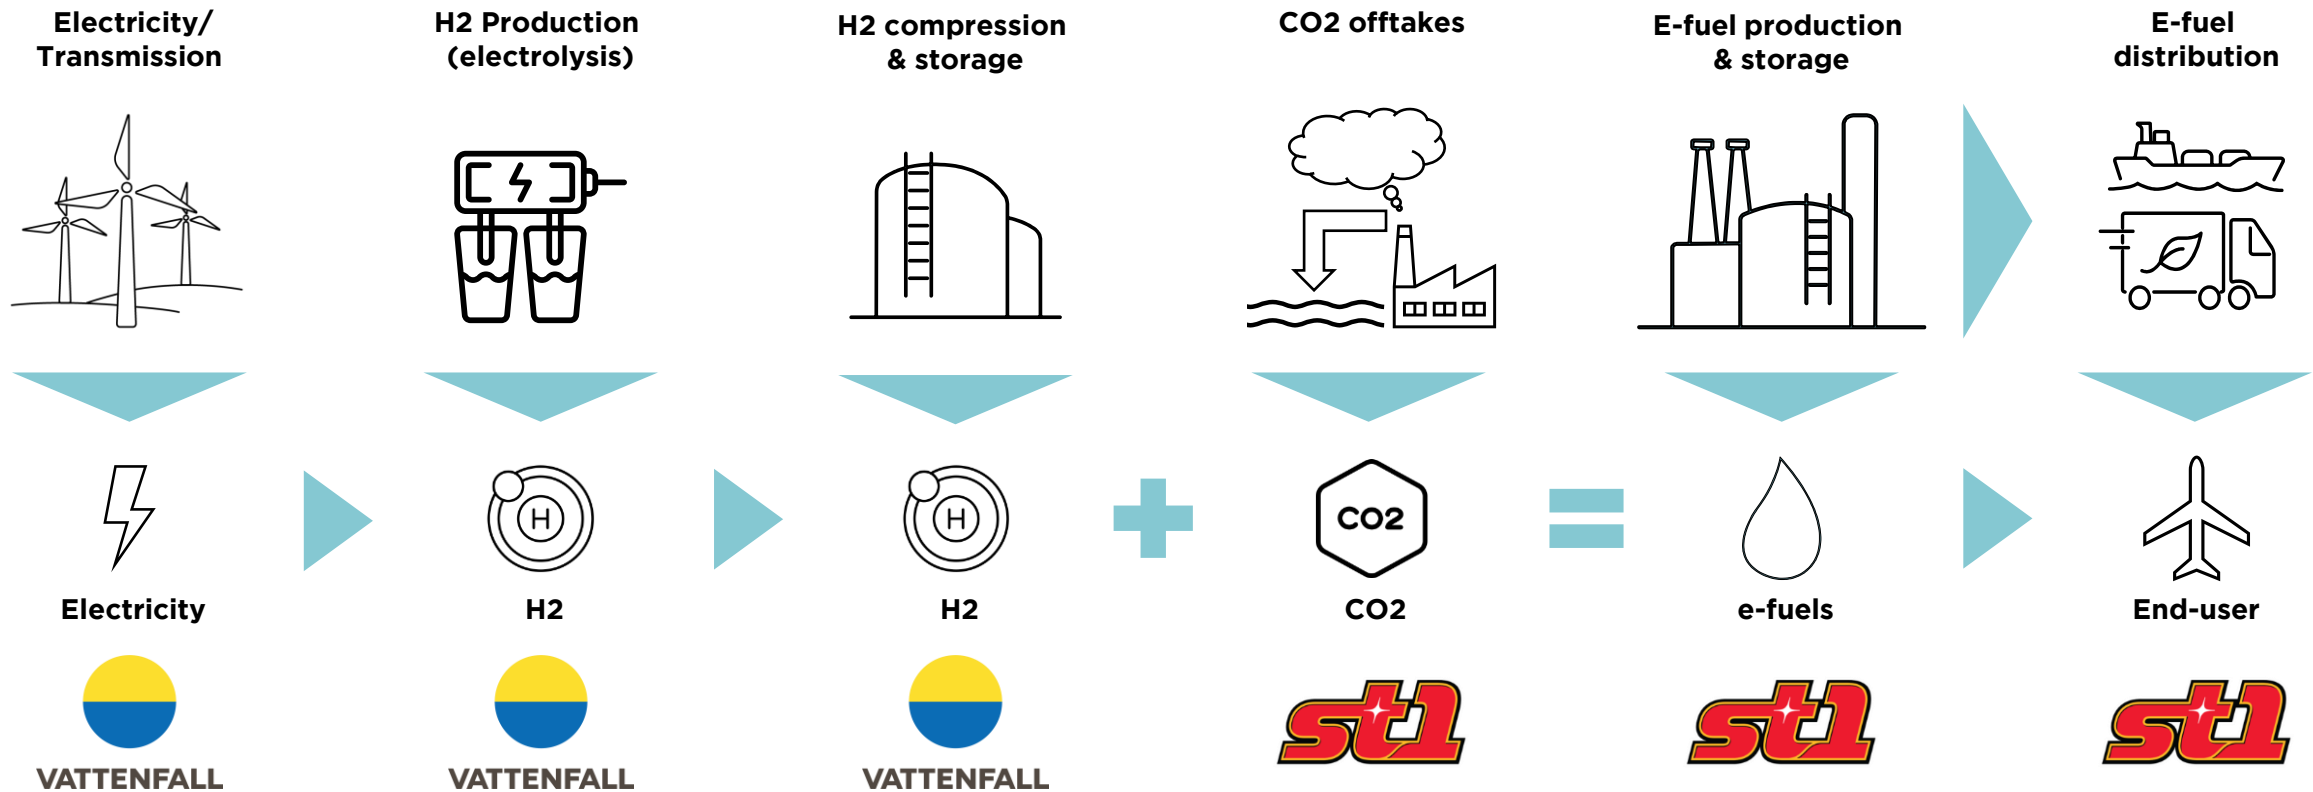 Electricity/
Transmission
H2 Production
(electrolysis)
H2 compression
& storage
CO2 offtakes
E-fuel production
& storage
E-fuel
distribution
H
H
CO2
Electricity
H2
H2
CO2
e-fuels
End-user
VATTENFALL
VATTENFALL
VATTENFALL
st1
st1
st1